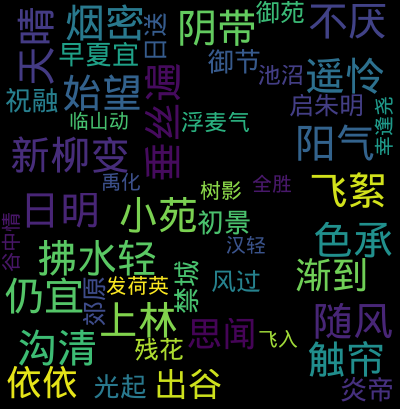 天晴
烟密
日送
阴带
御苑
不厌
早夏宜
御节
池沼
遥怜
祝融
始望
垂丝遍
启朱明
临山动
浮麦气
阳气
幸逢尧
新柳变
禹化
树影
全胜
飞絮
日明
小苑
初景
谷中情
拂水轻
汉轻
色承
仍宜
郊原
发荷英
禁城
风过
渐到
上林
随风
沟清
残花
思闻
飞入
触帘
依依
光起
出谷
炎帝